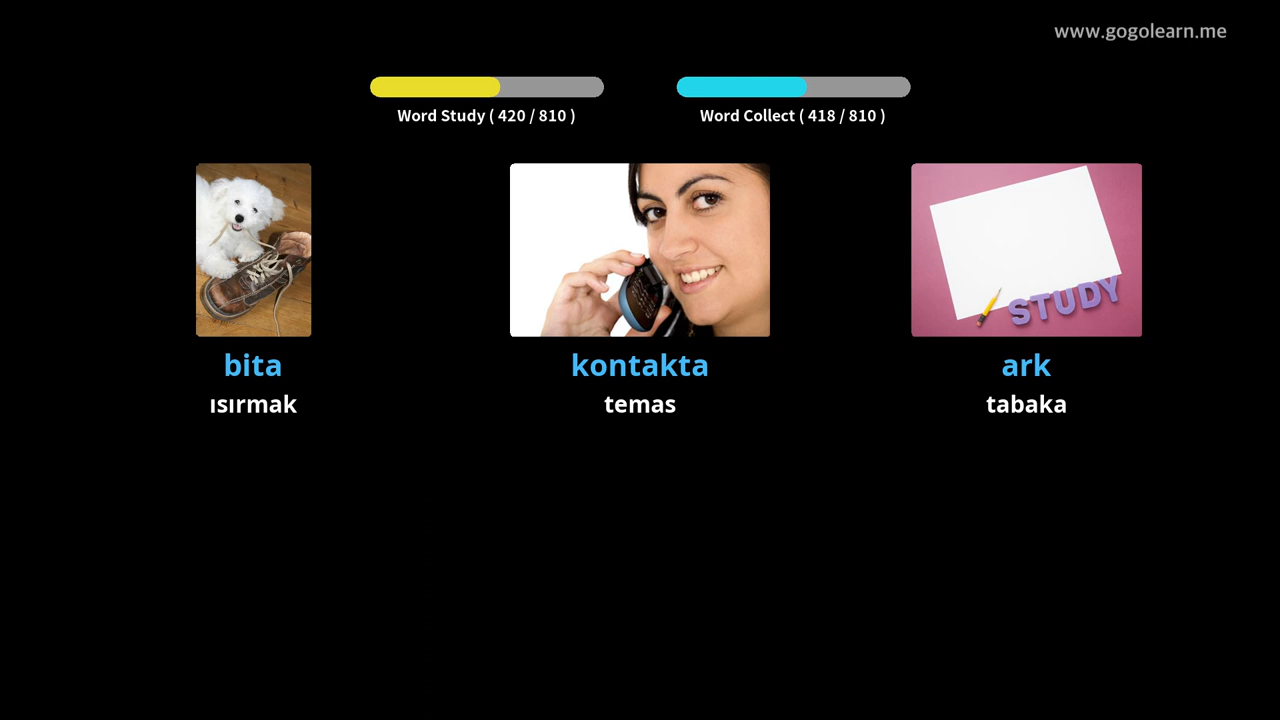 www.gogolearn.me
Word Study ( 420 / 810 )
Word Collect ( 418 / 810 )
STUDY
bita
kontakta
ark
ısırmak
temas
tabaka